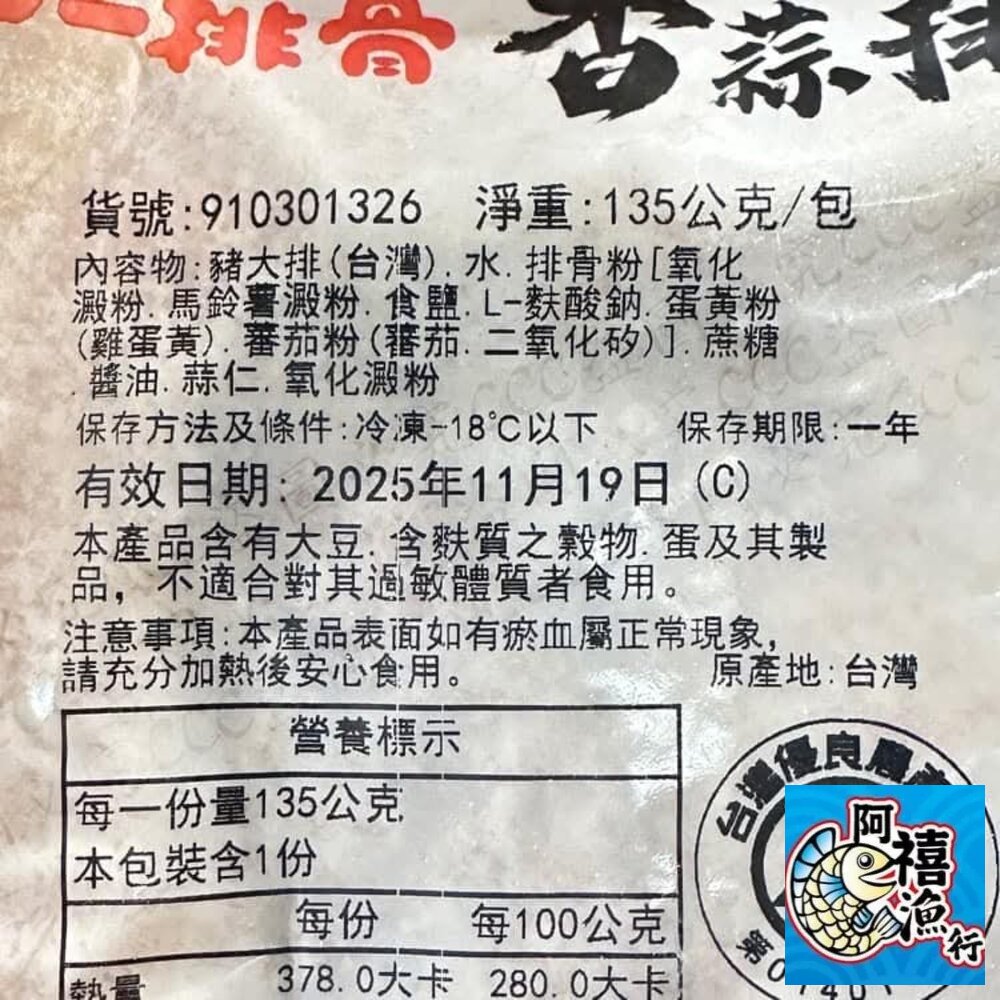 香蒜排
骨排一
貨號:910301326 淨重:135公克/包
內容物:豬大排(台灣).水.排骨粉[氧化
澱粉.馬鈴薯澱粉.食鹽.L-麩酸鈉.蛋黃粉
(雞蛋黃).蕃茄粉(蕃茄.二氧化矽)].蔗糖
.醬油.蒜仁.氧化澱粉
保存方法及條件:冷凍-18℃以下 保存期限:一年
有效日期: 2025年11月19日 (C)
本產品含有大豆.含麩質之穀物.蛋及其製
品，不適合對其過敏體質者食用。
注意事項:本產品表面如有瘀血屬正常現象,
請充分加熱後安心食用。 原產地:台灣
營養標示
每一份量135公克
本包裝含1份
每份 每100公克
熱量 378.0大卡 280.0大卡
台灣優良農產
阿禧漁行